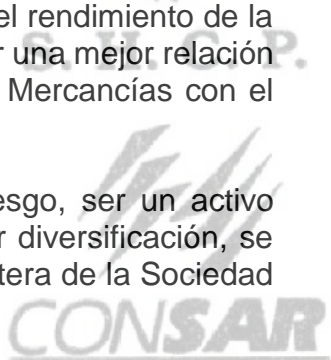 el rendimiento de la
S. H. C. P.
r una mejor relación
Mercancías con el
esgo, ser un activo
r diversificación, se
tera de la Sociedad
CONSAR